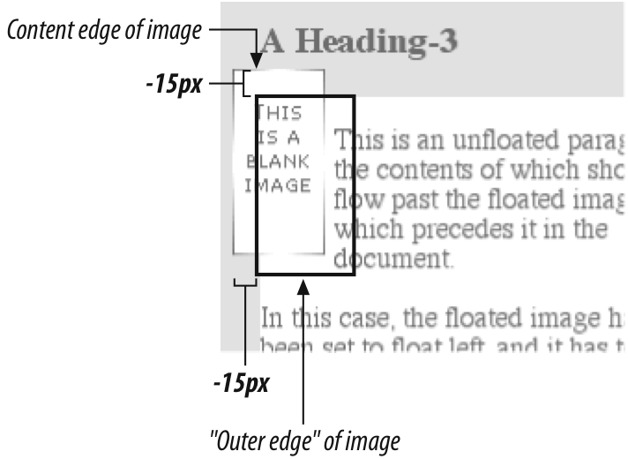 Content edge of image
A Heading-3
-15px
THIS
IS A
BLANK
IMAGE
This is an unfloated parag
the contents of which sho
flow past the floated imag
which precedes it in the
document.
In this case, the floated image h
been set to float left, and it has t
-15px
"Outer edge" of image